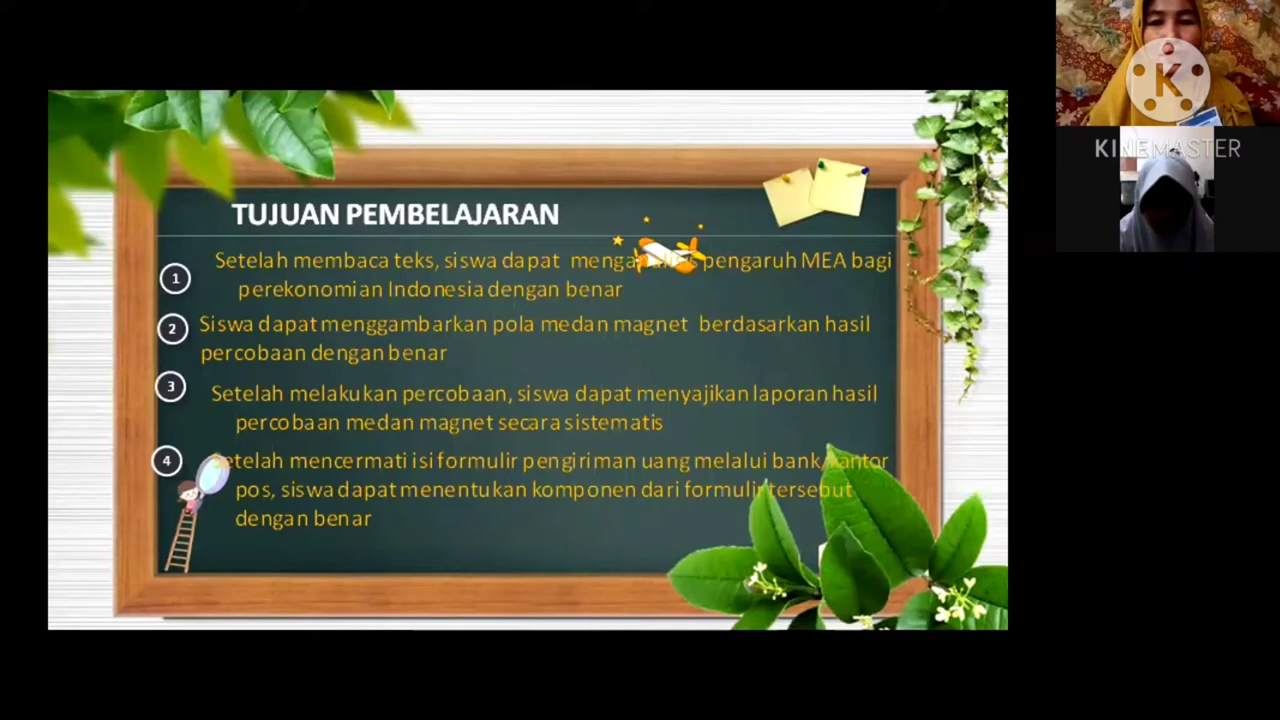 TUJUAN PEMBELAJARAN
1
Setelah membaca teks, siswa dapat pengaruh MEA bagi
perekonomian Indonesia dengan benar
2
Siswa dapat menggambarkan pola medan magnet berdasarkan hasil
percobaan dengan benar
3
Setelah melakukan percobaan, siswa dapat menyajikan laporan hasil
percobaan medan magnet secara sistematis
4
Setelah mencermati isi formulir pengiriman uang melalui bank/kantor
pos, siswa dapat menentukan komponen dari formulir tersebut
dengan benar
K
KINEMASTER